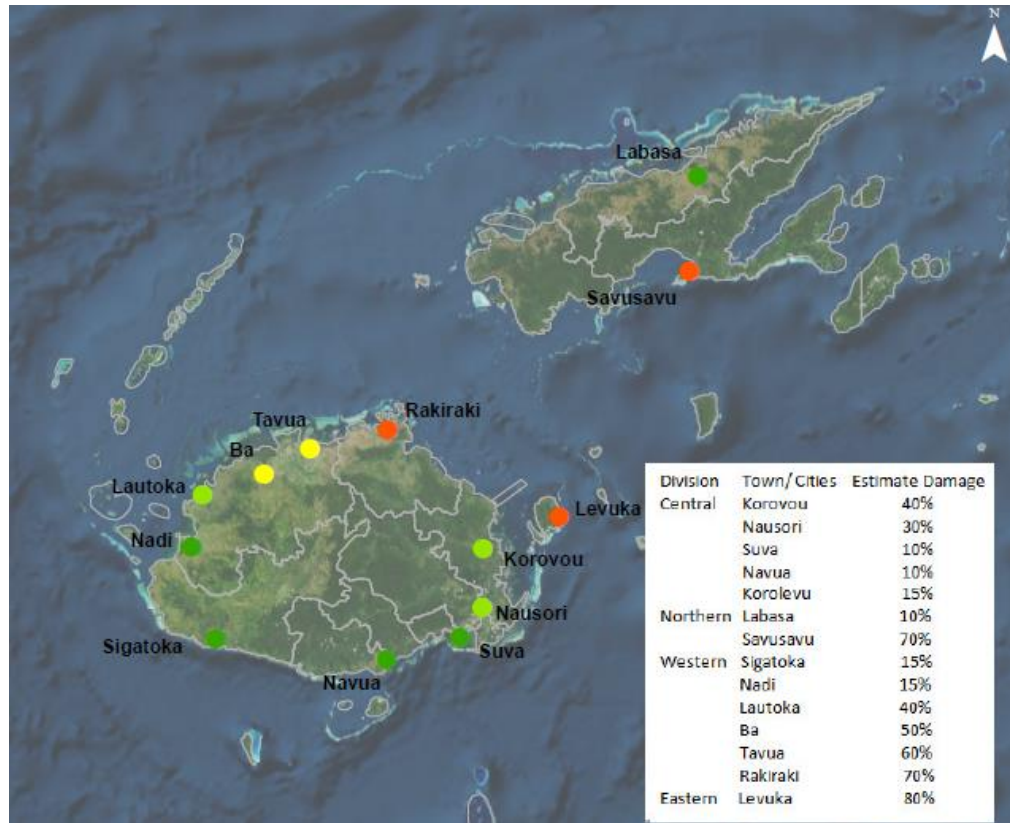 N
Labasa
Savusavu
Tavua
Rakiraki
Ba
Lautoka
Levuka
Nadi
Korovou
Nausori
Sigatoka
Suva
Navua
Division Town/Cities Estimate Damage
Central Korovou 40%
Nausori 30%
Suva 10%
Navua 10%
Korolevu 15%
Northern Labasa 10%
Savusavu 70%
Western Sigatoka 15%
Nadi 15%
Lautoka 40%
Ba 50%
Tavua 60%
Rakiraki 70%
Eastern Levuka 80%